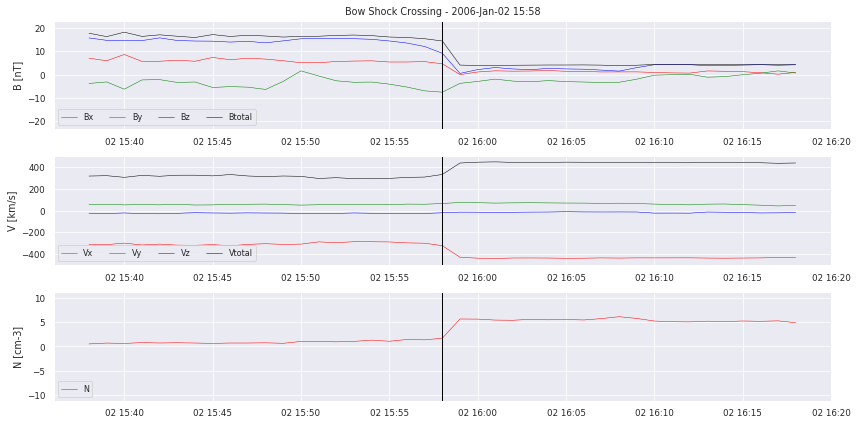 Bow Shock Crossing - 2006-Jan-02 15:58
B [nT]
20
10
0
−10
−20
Bx By Bz Btotal
02 15:40 02 15:45 02 15:50 02 15:55 02 16:00 02 16:05 02 16:10 02 16:15 02 16:20
V [km/s]
400
200
0
−200
−400
Vx Vy Vz Vtotal
02 15:40 02 15:45 02 15:50 02 15:55 02 16:00 02 16:05 02 16:10 02 16:15 02 16:20
N [cm-3]
10
5
0
−5
−10
N
02 15:40 02 15:45 02 15:50 02 15:55 02 16:00 02 16:05 02 16:10 02 16:15 02 16:20